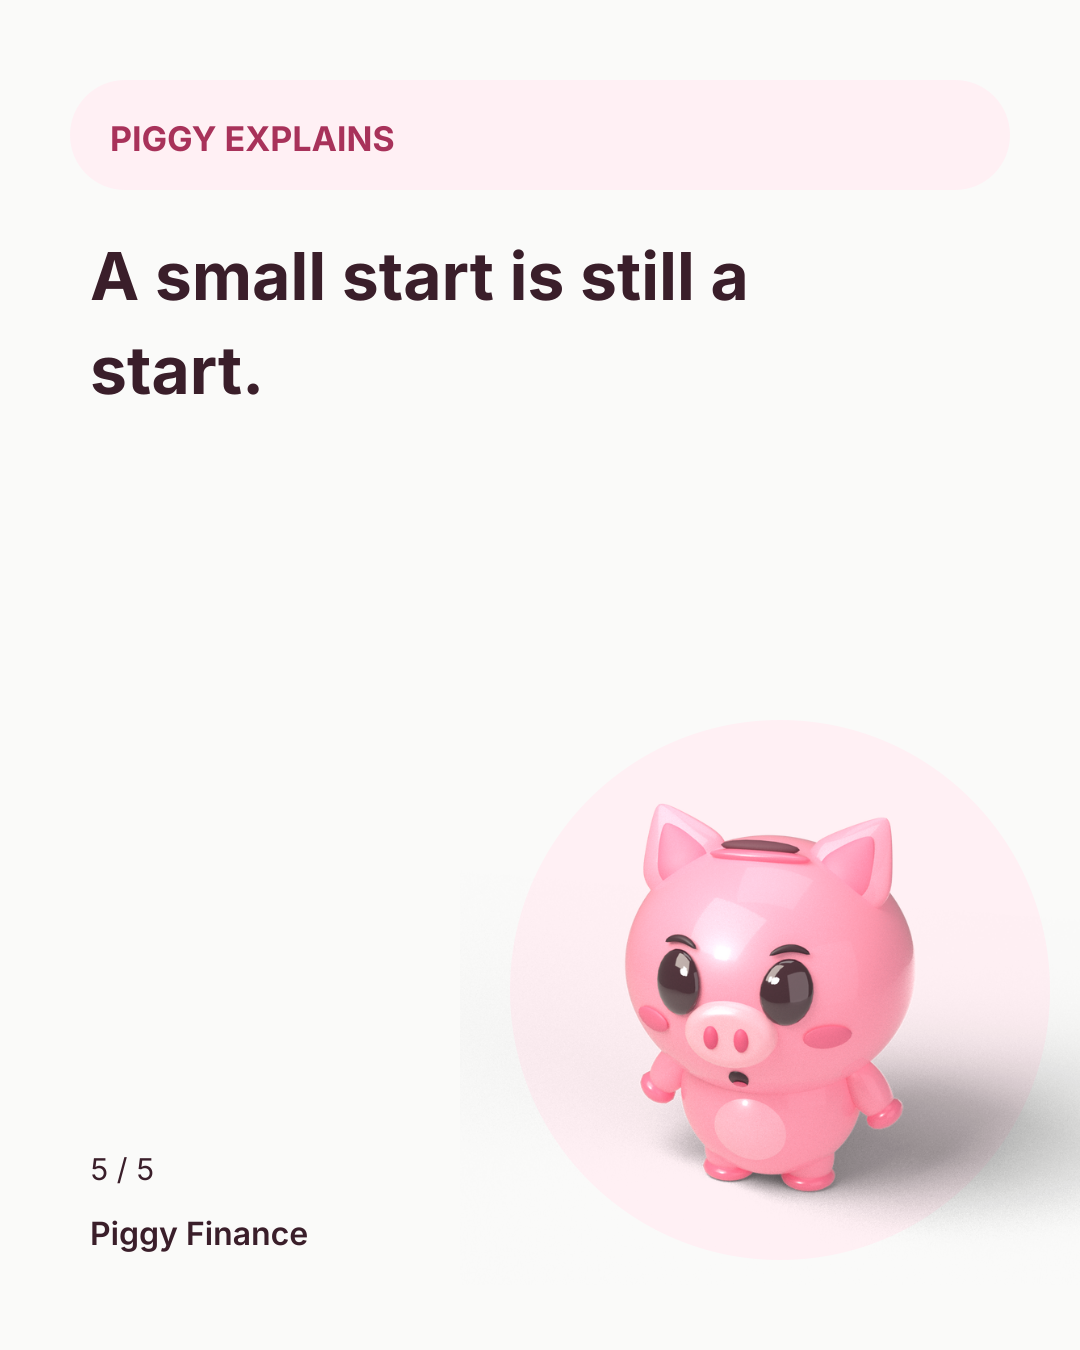 PIGGY EXPLAINS
A small start is still a
start.
5 / 5
Piggy Finance